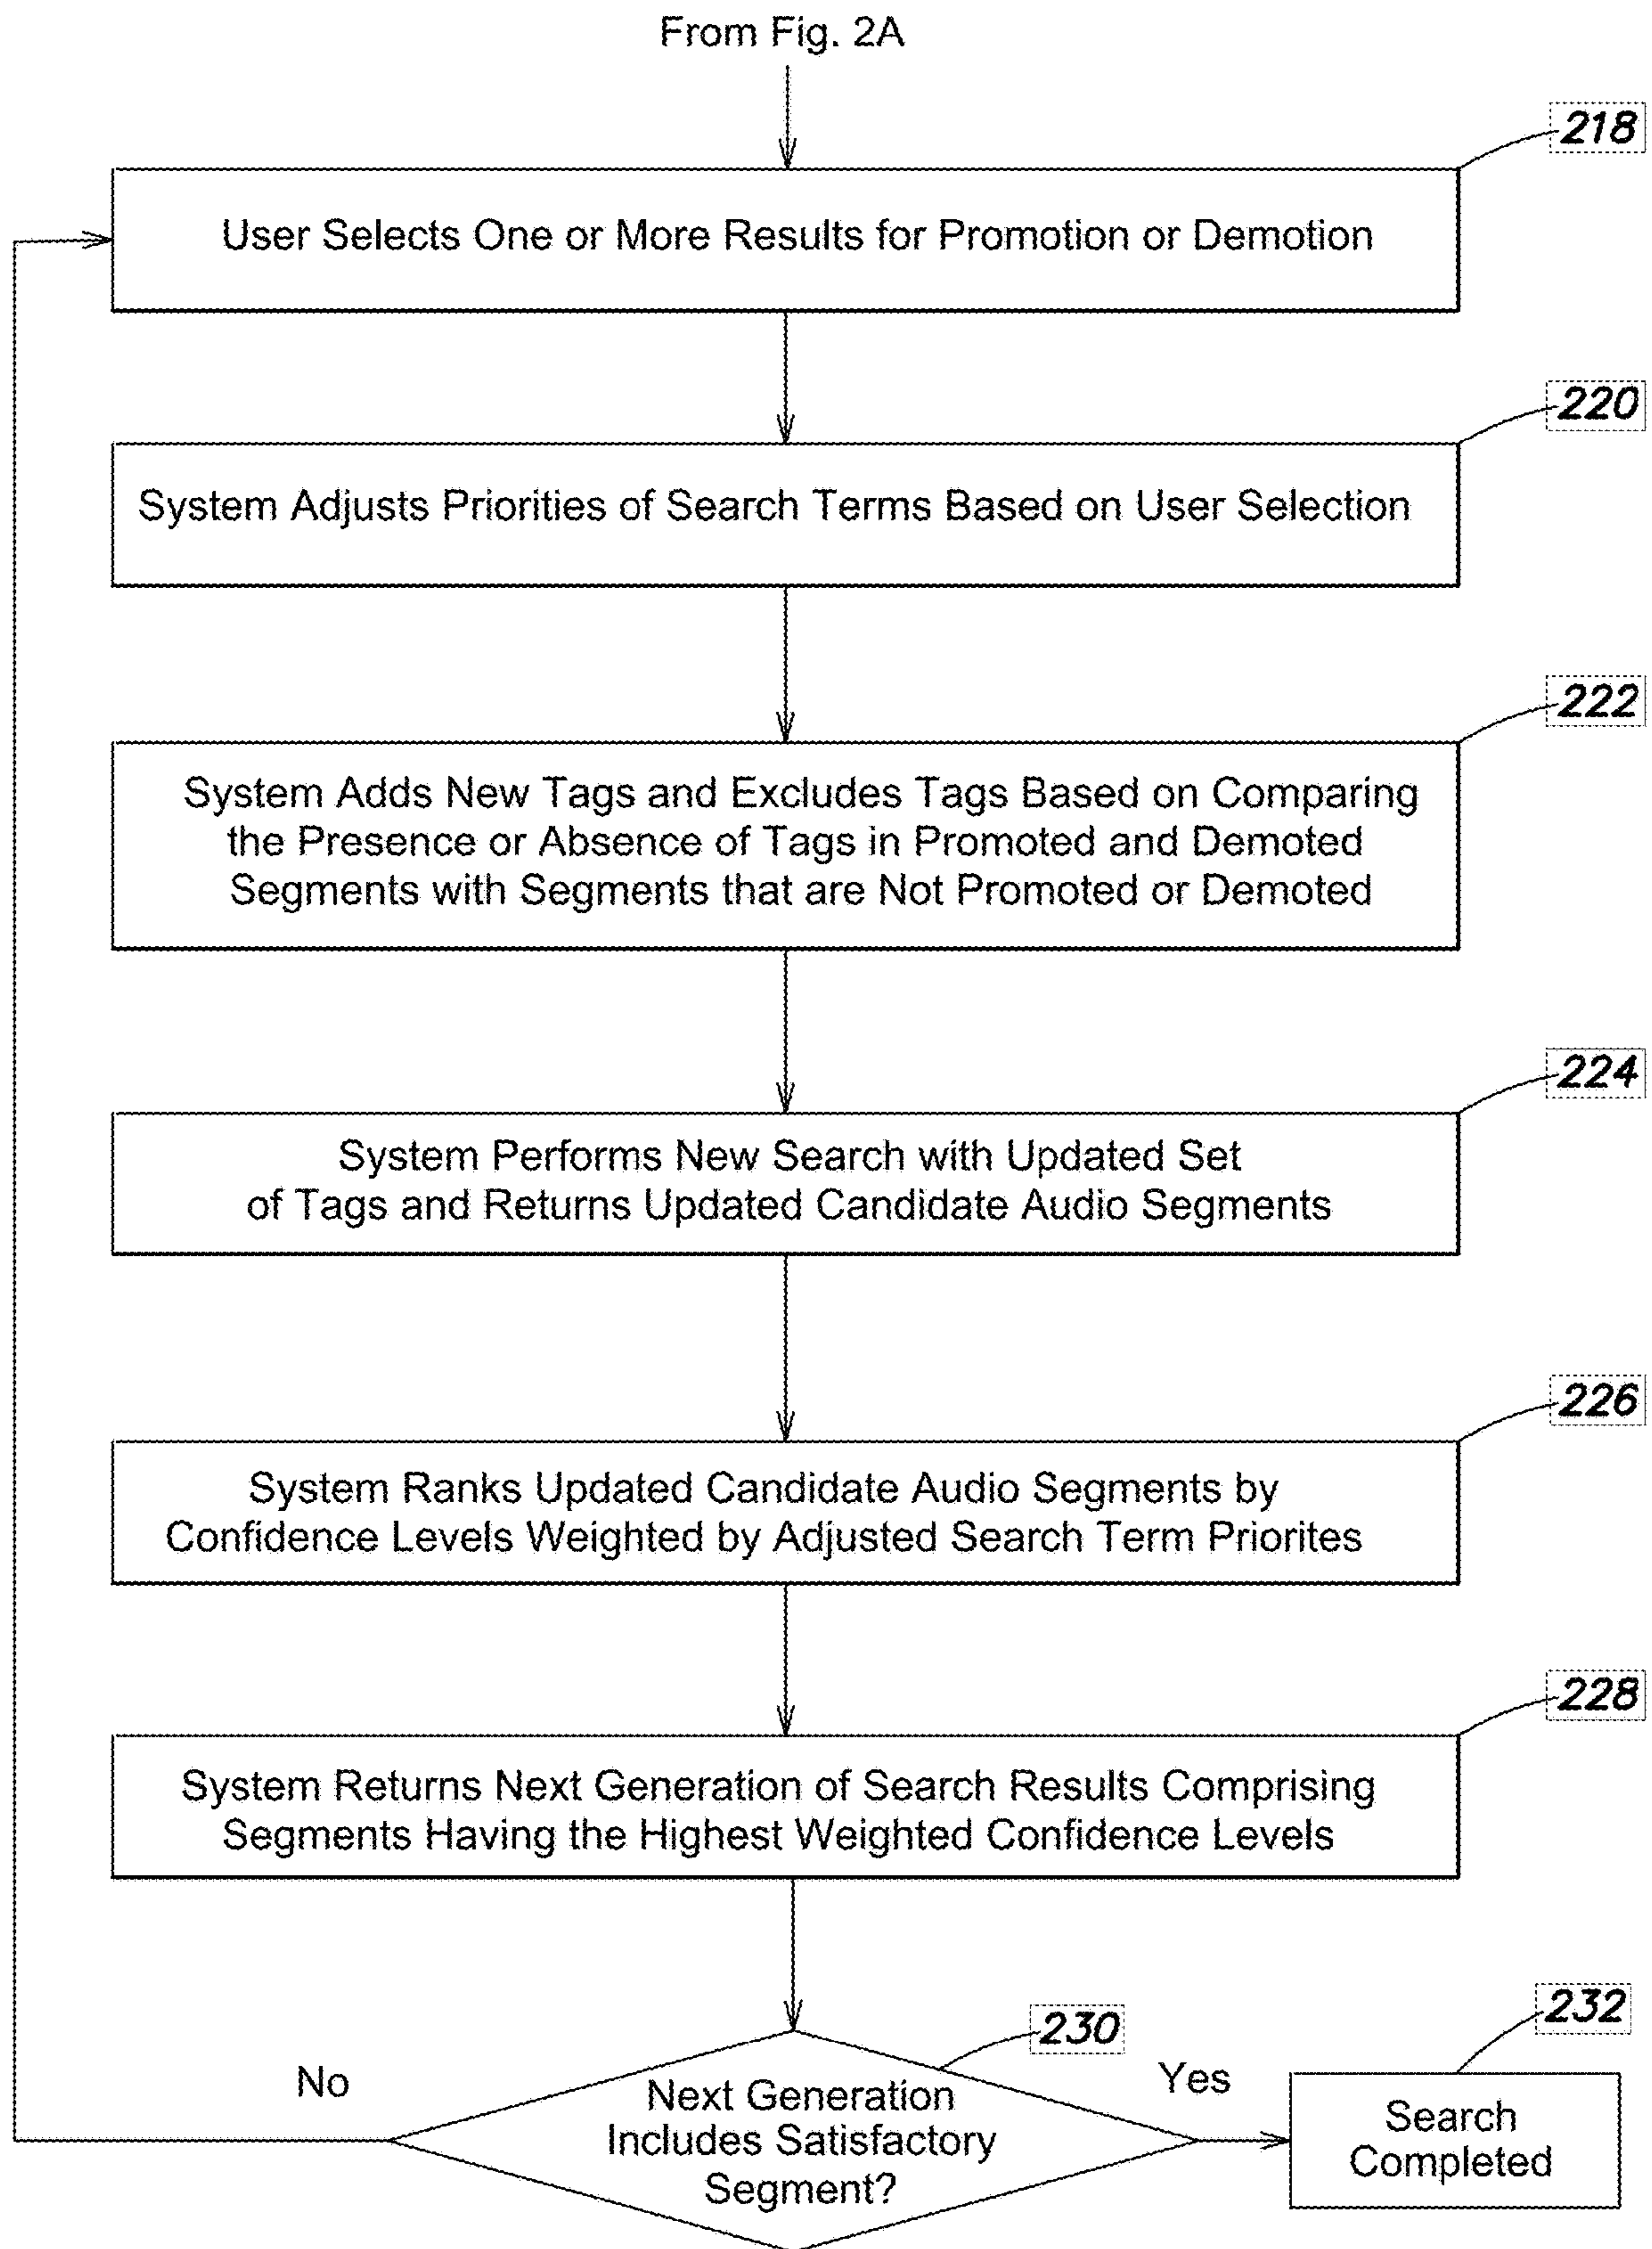 From Fig. 2A
218
User Selects One or More Results for Promotion or Demotion
220
System Adjusts Priorities of Search Terms Based on User Selection
222
System Adds New Tags and Excludes Tags Based on Comparing
the Presence or Absence of Tags in Promoted and Demoted
Segments with Segments that are Not Promoted or Demoted
224
System Performs New Search with Updated Set
of Tags and Returns Updated Candidate Audio Segments
226
System Ranks Updated Candidate Audio Segments by
Confidence Levels Weighted by Adjusted Search Term Priorites
228
System Returns Next Generation of Search Results Comprising
Segments Having the Highest Weighted Confidence Levels
230
232
No
Next Generation
Includes Satisfactory
Segment?
Yes
Search
Completed